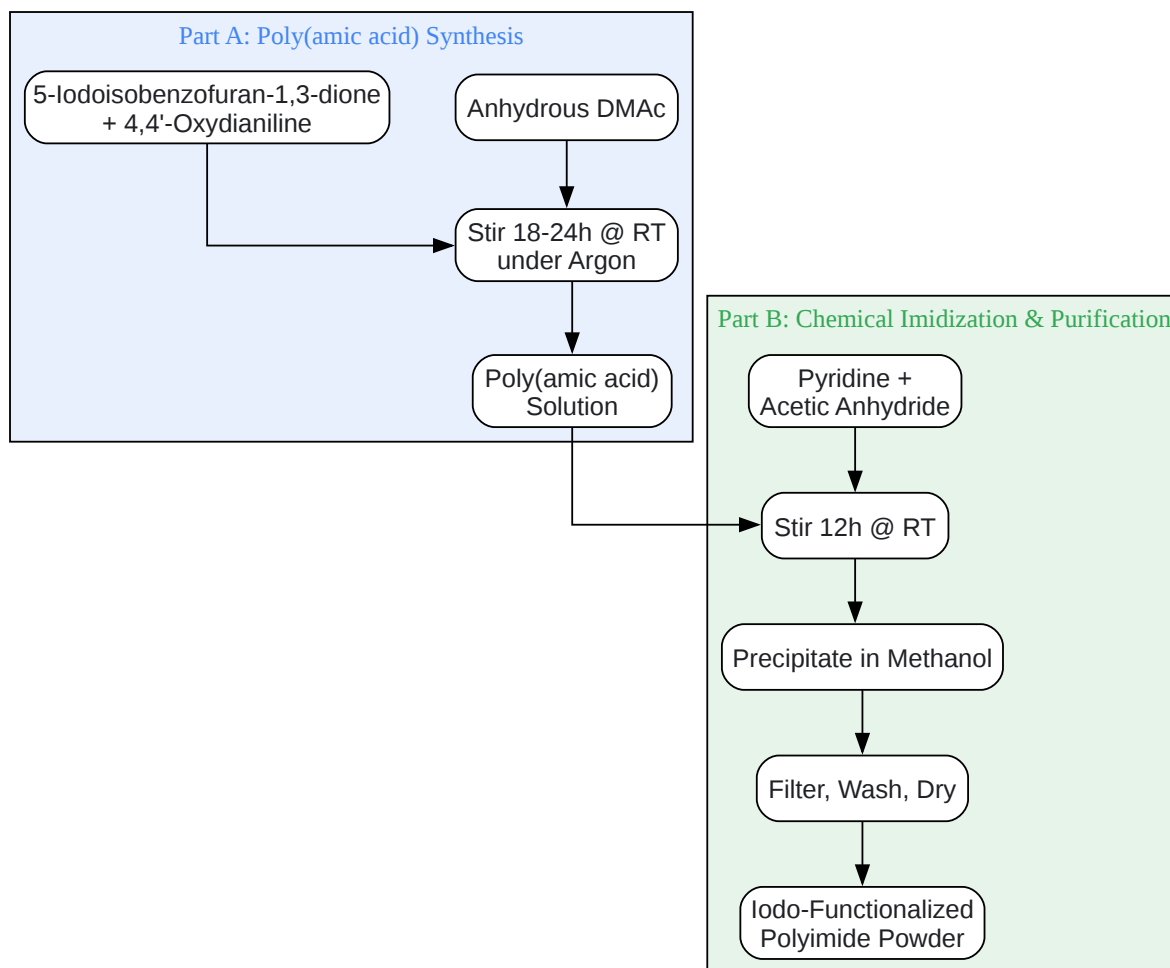 Part A: Poly(amic acid) Synthesis
5-Iodoisobenzofuran-1,3-dione
+ 4,4'-Oxydianiline
Anhydrous DMAc
Stir 18-24h @ RT
under Argon
Poly(amic acid)
Solution
Part B: Chemical Imidization & Purification
Pyridine +
Acetic Anhydride
Stir 12h @ RT
Precipitate in Methanol
Filter, Wash, Dry
Iodo-Functionalized
Polyimide Powder